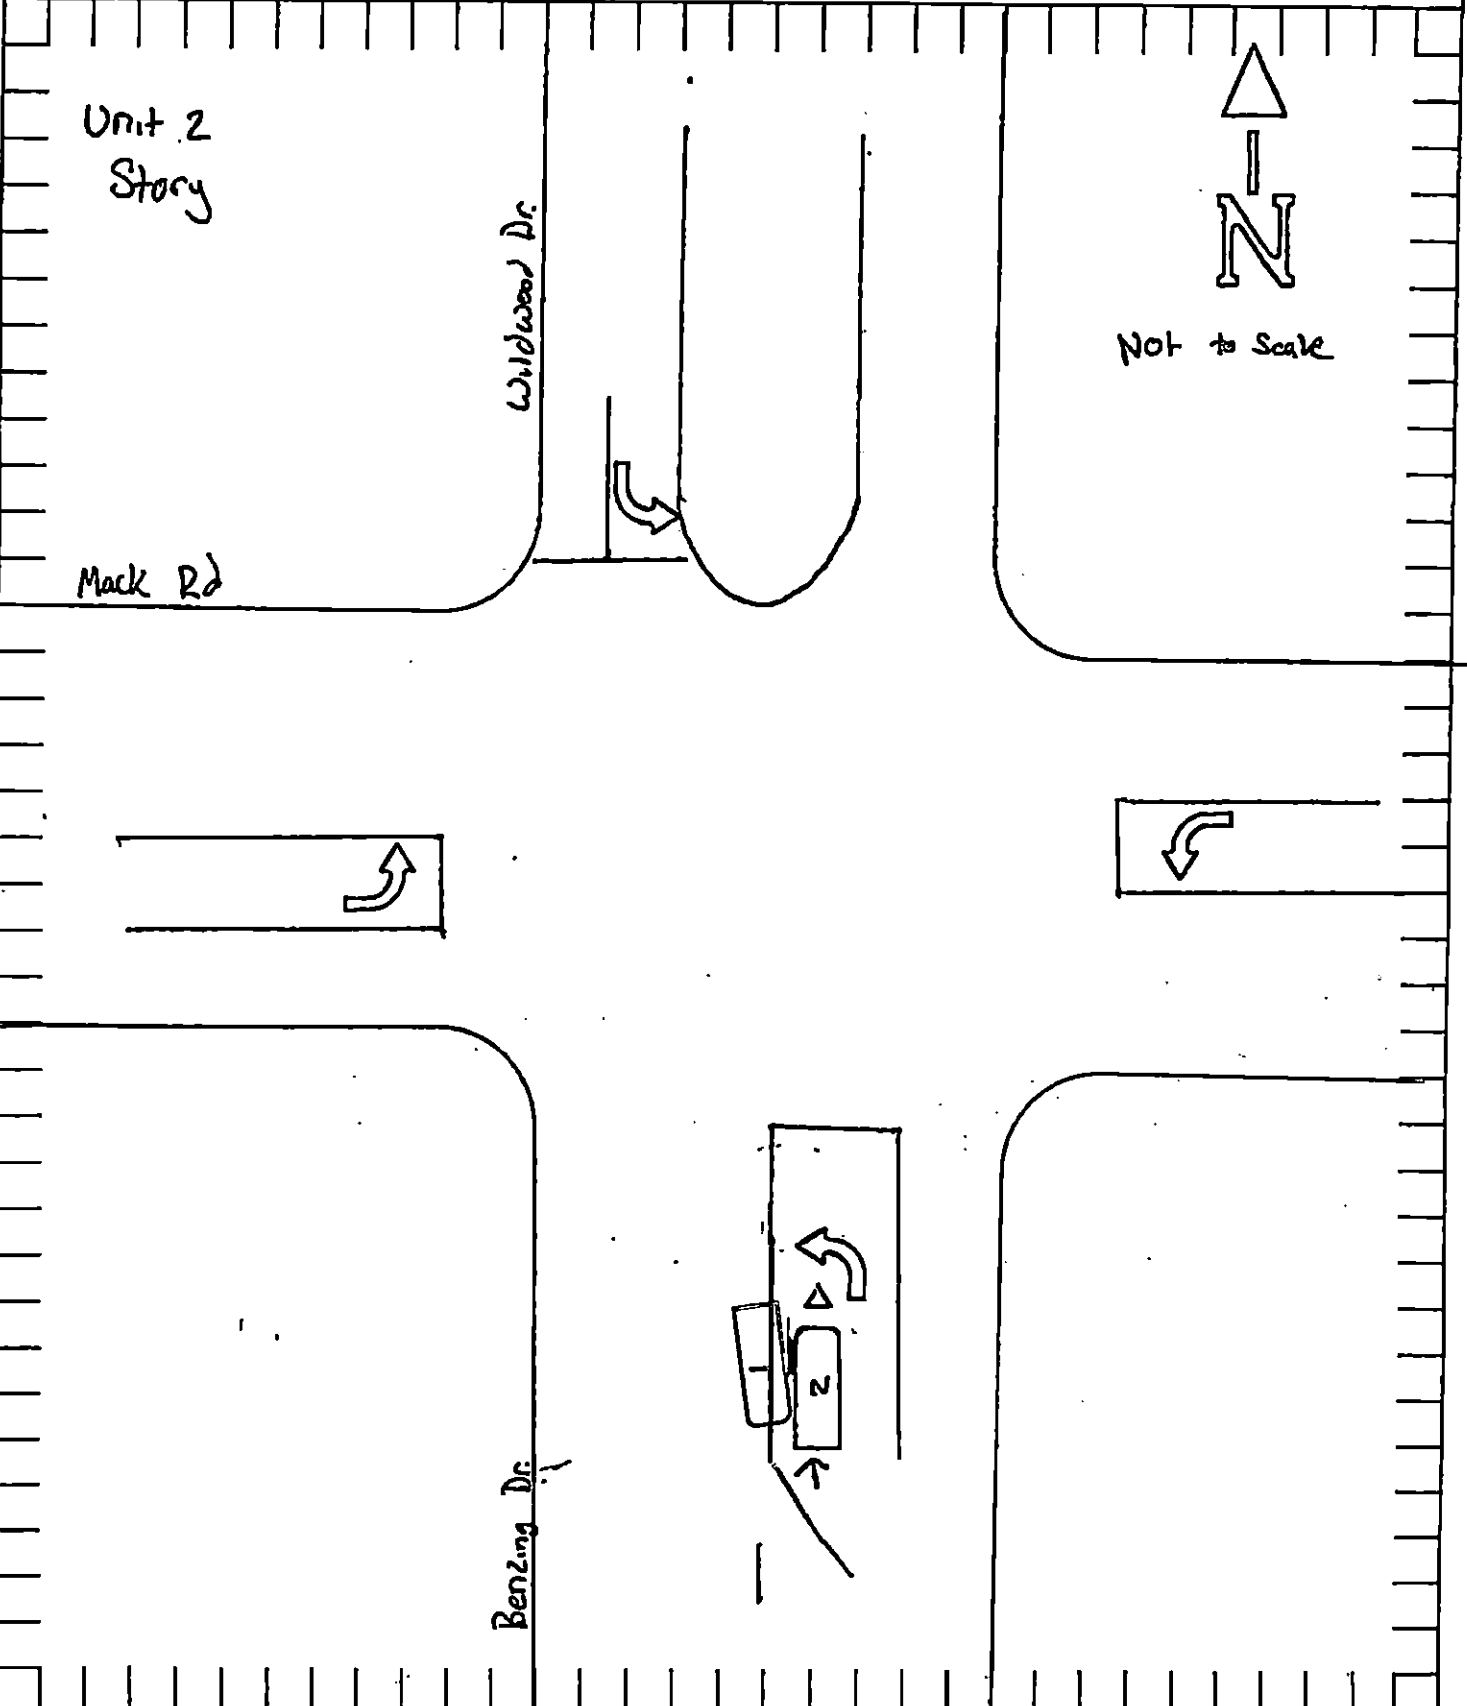 Unit 2
Story
N
Not to Scale
Wildwood Dr.
Mack Rd
1
2
Benzing Dr.